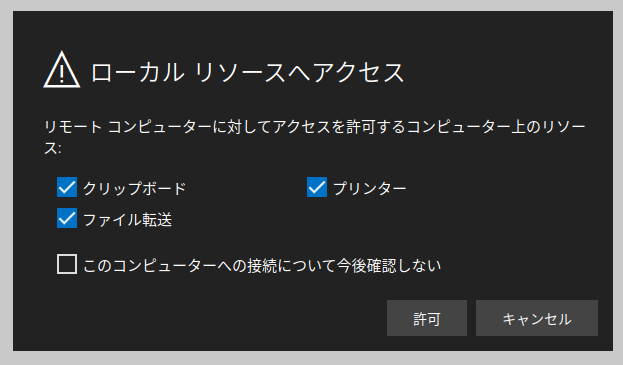 ローカル リソースへアクセス
リモート コンピューターに対してアクセスを許可するコンピューター上のリソー
ス:
クリップボード
プリンター
ファイル転送
このコンピューターへの接続について今後確認しない
許可
キャンセル